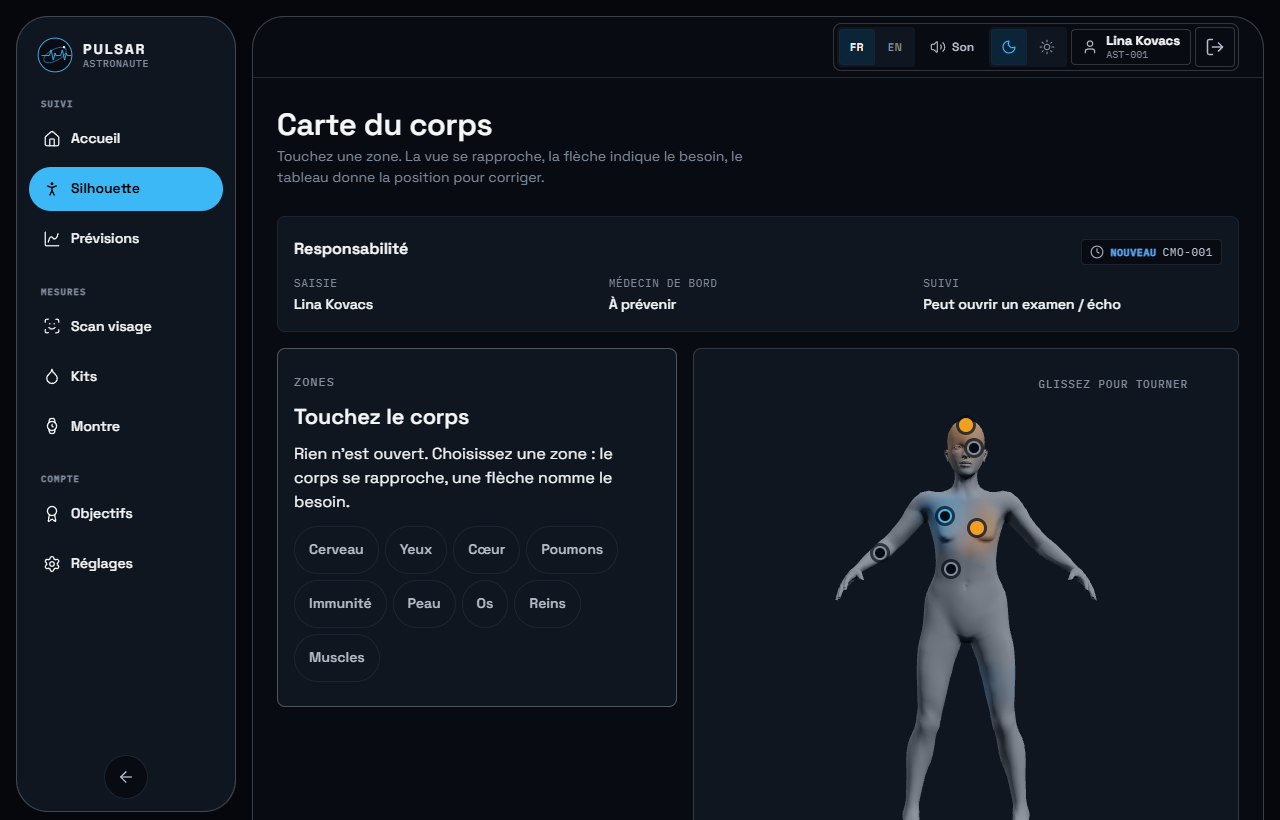 PULSAR
ASTRONAUTE
SUIVI
Accueil
Silhouette
Prévisions
MESURES
Scan visage
Kits
Montre
COMPTE
Objectifs
Réglages
FR EN Son Lina Kovacs
AST-001
Carte du corps
Touchez une zone. La vue se rapproche, la flèche indique le besoin, le
tableau donne la position pour corriger.
Responsabilité
NOUVEAU CMO-001
SAISIE
Lina Kovacs
MÉDECIN DE BORD
À prévenir
SUIVI
Peut ouvrir un examen / écho
ZONES
Touchez le corps
Rien n'est ouvert. Choisissez une zone : le
corps se rapproche, une flèche nomme le
besoin.
Cerveau Yeux Cœur Poumons
Immunité Peau Os Reins
Muscles
GLISSEZ POUR TOURNER